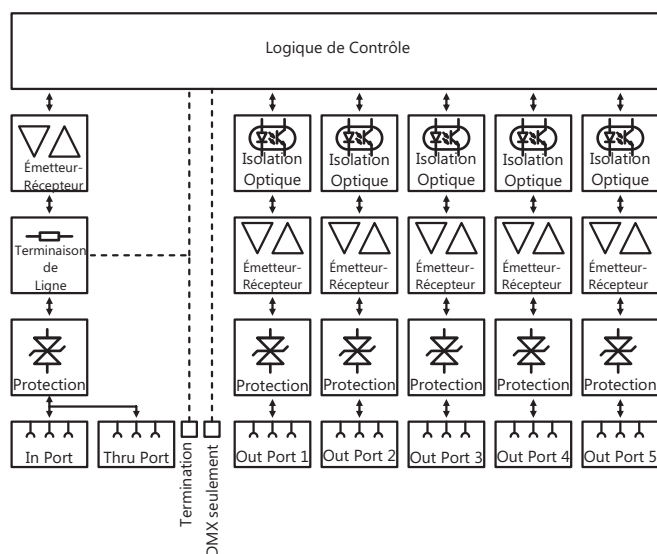 Logique de Contrôle
Émetteur-
Récepteur
Isolation
Optique
Isolation
Optique
Isolation
Optique
Isolation
Optique
Isolation
Optique
Terminaison
de
Ligne
Émetteur-
Récepteur
Émetteur-
Récepteur
Émetteur-
Récepteur
Émetteur-
Récepteur
Émetteur-
Récepteur
Protection
Protection
Protection
Protection
Protection
Protection
In Port
Thru Port
Termination
DMX seulement
Out Port 1
Out Port 2
Out Port 3
Out Port 4
Out Port 5